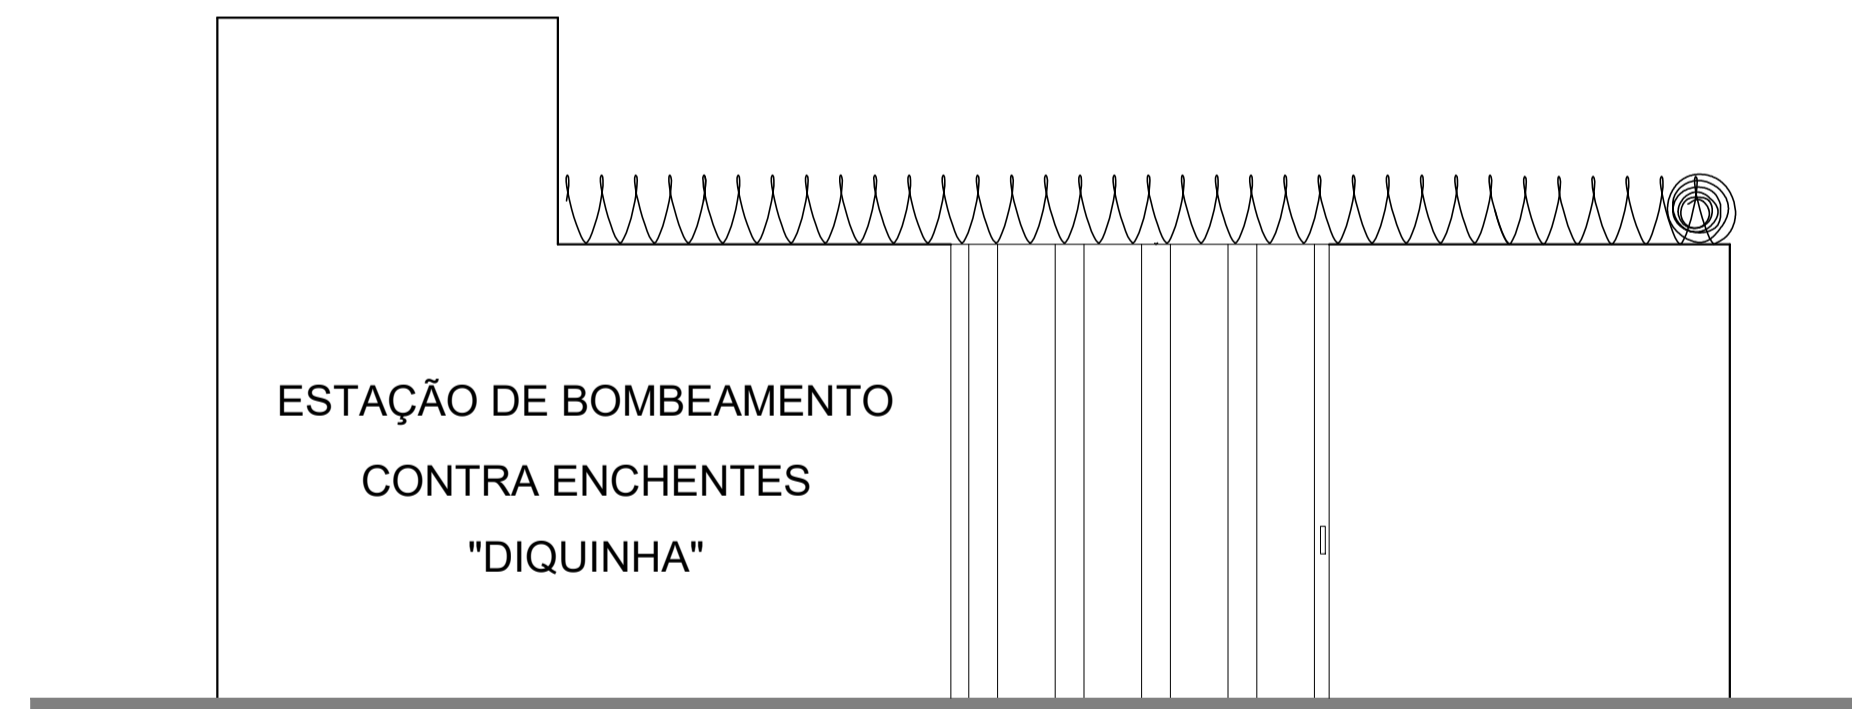 ESTAÇÃO DE BOMBEAMENTO
CONTRA ENCHENTES
"DIQUINHA"